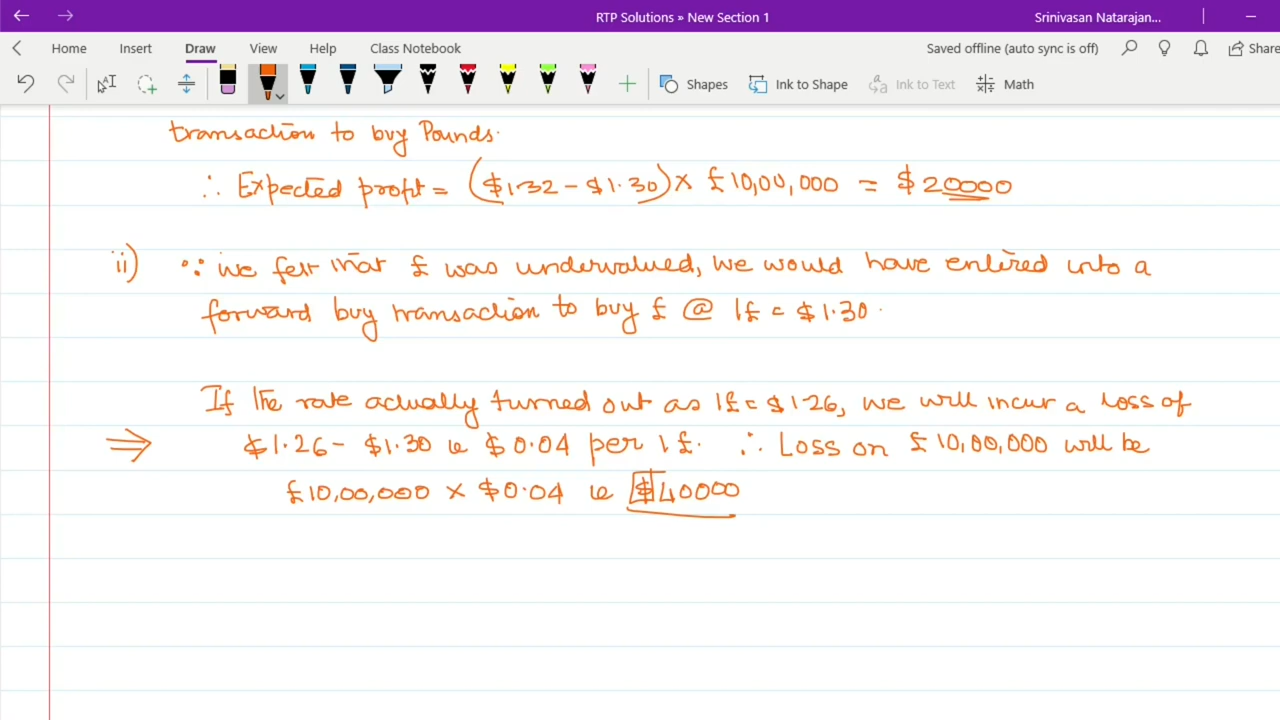 RTP Solutions » New Section 1
Srinivasan Natarajan...
Home Insert Draw View Help Class Notebook
Saved offline (auto sync is off)
Share
Shapes Ink to Shape Ink to Text Math
transaction to buy Pounds.
∴ Expected profit = ($1.32 - $1.30) × £10,00,000 = $20000
ii) ∵ we felt that £ was undervalued, we would have entered into a
forward buy transaction to buy £ @ 1£ = $1.30.
If the rate actually turned out as 1£ = $1.26, we will incur a loss of
⇒ $1.26 - $1.30 ie $0.04 per 1£. ∴ Loss on £10,00,000 will be
£10,00,000 × $0.04 ie $40000